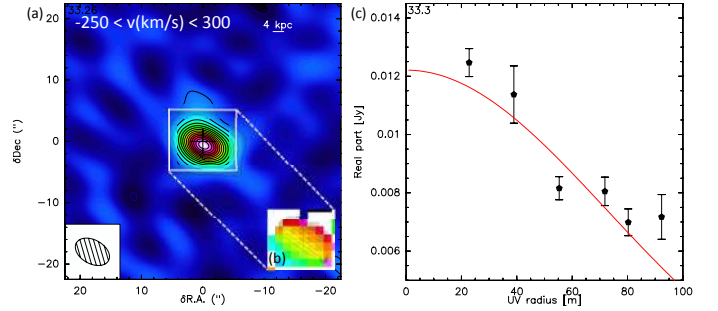 (a)
33.26
-250 < v(km/s) < 300
4 kpc
20
10
0
-10
-20
δDec (")
20
10
0
-10
-20
δR.A. (")
(b)
(c)
33.3
0.012
0.01
0.008
0.006
Real part [Jy]
0
20
40
60
80
100
UV radius [m]